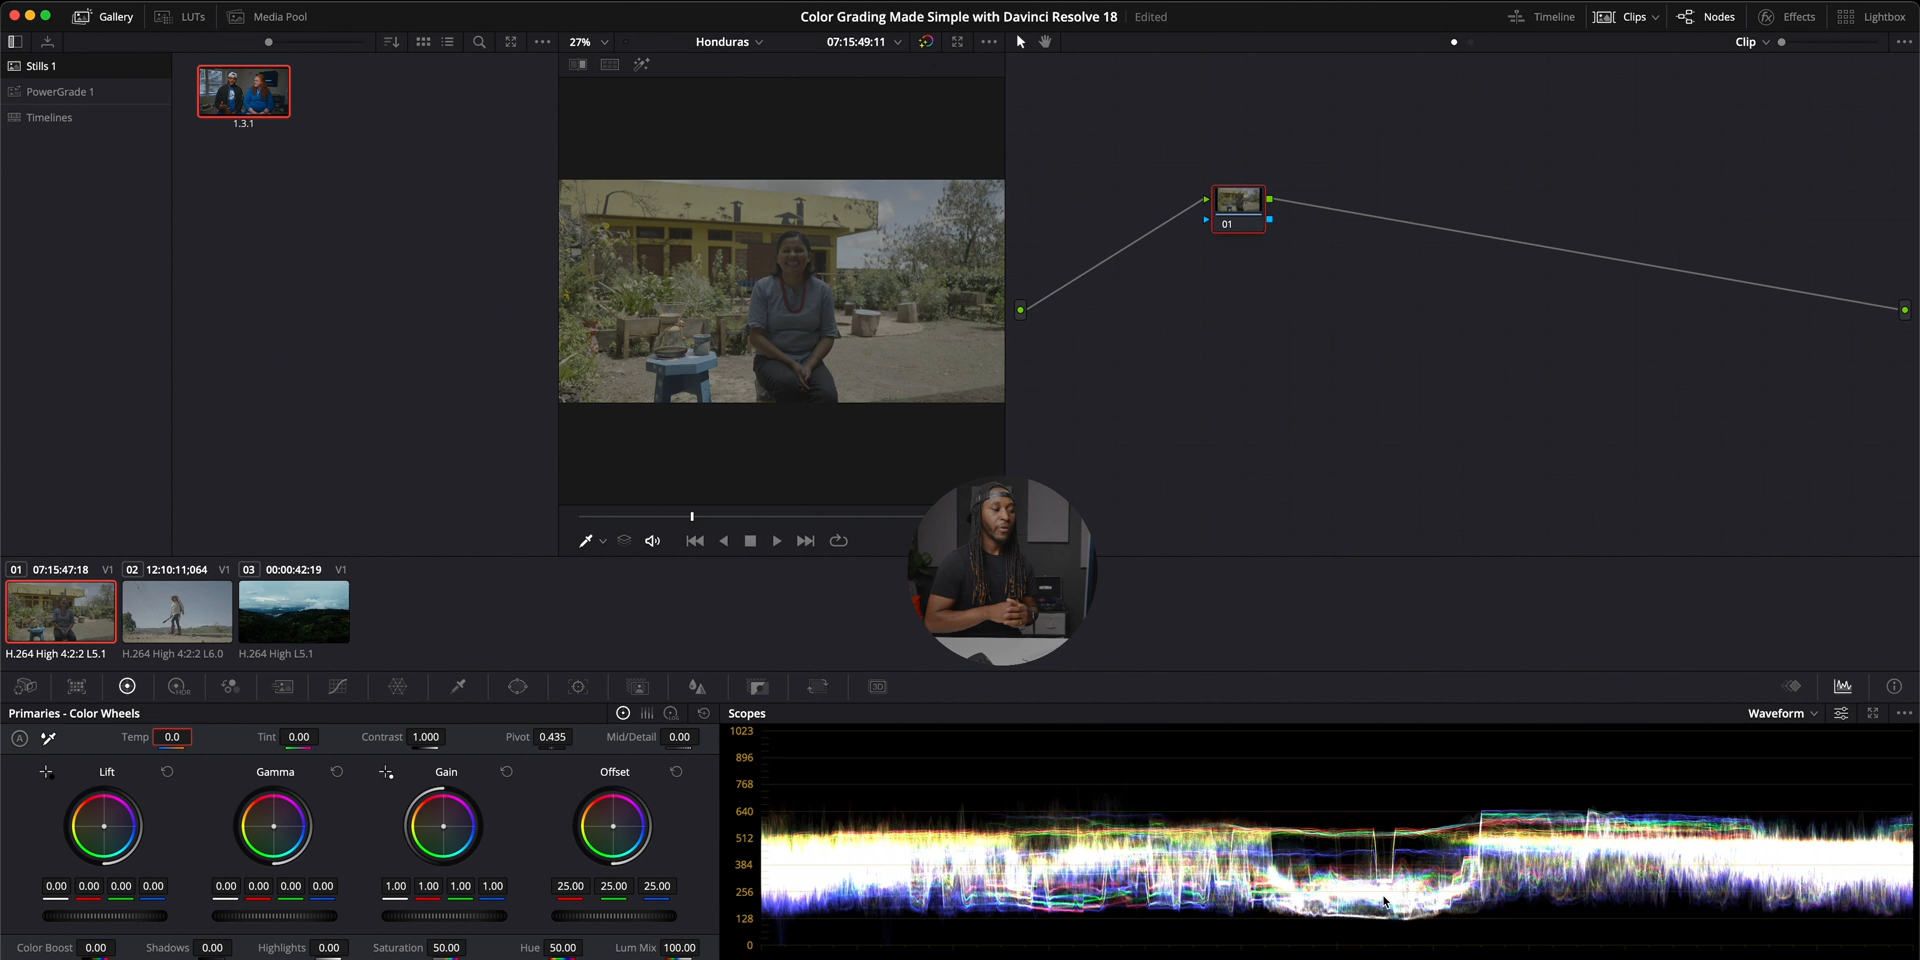 Gallery LUTs Media Pool Color Grading Made Simple with Davinci Resolve 18 Edited Timeline Clips Nodes Effects Lightbox
27% Honduras 07:15:49:11 Clip
Stills 1
PowerGrade 1
Timelines
1.3.1
01
01 07:15:47:18 V1 02 12:10:11;064 V1 03 00:00:42:19 V1
H.264 High 4:2:2 L5.1 H.264 High 4:2:2 L6.0 H.264 High L5.1
HDR
3D
Primaries - Color Wheels
Scopes Waveform
A Temp 0.0 Tint 0.00 Contrast 1.000 Pivot 0.435 Mid/Detail 0.00
Lift Gamma Gain Offset
0.00 0.00 0.00 0.00 0.00 0.00 0.00 0.00 1.00 1.00 1.00 1.00 25.00 25.00 25.00
Color Boost 0.00 Shadows 0.00 Highlights 0.00 Saturation 50.00 Hue 50.00 Lum Mix 100.00
1023
896
768
640
512
384
256
128
0